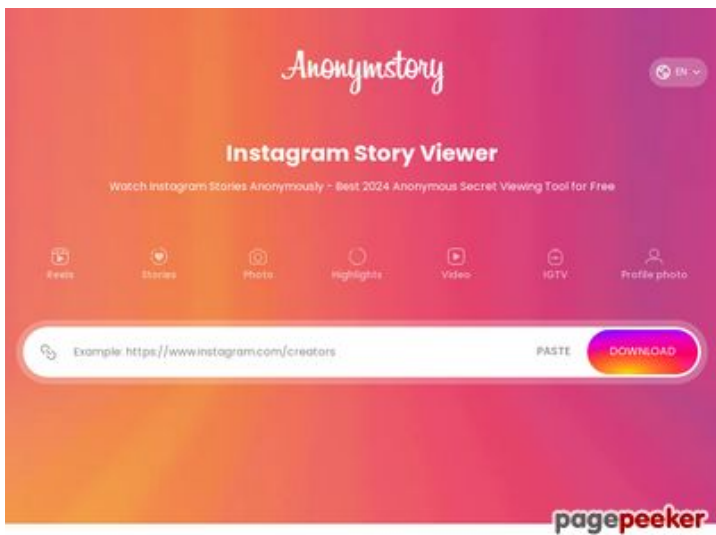 Anonymstory
EN
Instagram Story Viewer
Watch Instagram Stories Anonymously - Best 2024 Anonymous Secret Viewing Tool for Free
Reels Stories Photo Highlights Video IGTV Profile photo
Example: https://www.instagram.com/creators PASTE DOWNLOAD
pagepeeker